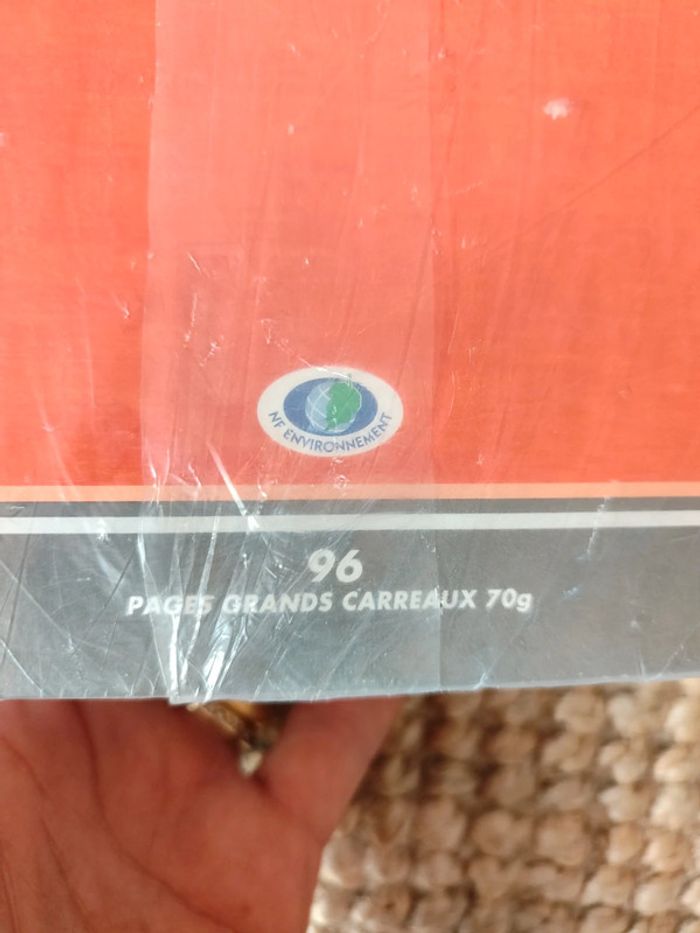 NF ENVIRONNEMENT
96
PAGES GRANDS CARREAUX 70g